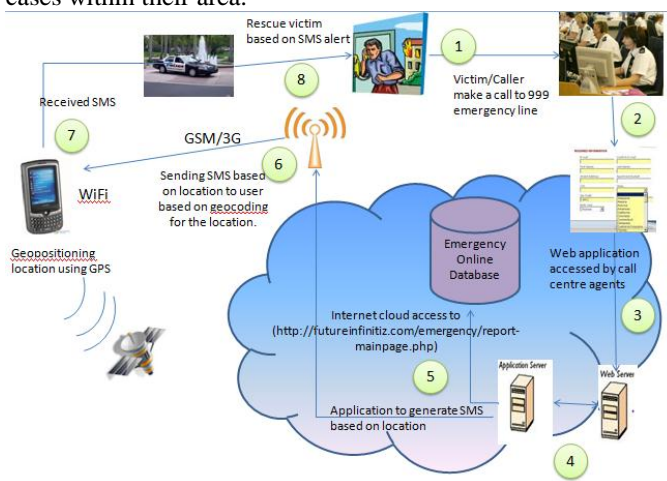 cases within their area.
Rescue victim
based on SMS alert
1
8
Victim/Caller
make a call to 999
emergency line
2
Received SMS
7
GSM/3G
6
WiFi
Sending SMS based
on location to user
based on geocoding
for the location.
Geopositioning
location using GPS
Emergency
Online
Database
Web application
accessed by call
centre agents
3
Internet cloud access to
(http://futureinfinitiz.com/emergency/report-
mainpage.php)
5
Application Server
Web Server
Application to generate SMS
based on location
4